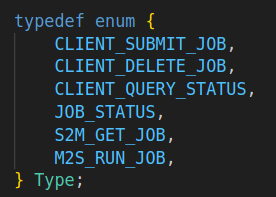 typedef enum {
    CLIENT_SUBMIT_JOB,
    CLIENT_DELETE_JOB,
    CLIENT_QUERY_STATUS,
    JOB_STATUS,
    S2M_GET_JOB,
    M2S_RUN_JOB,
} Type;